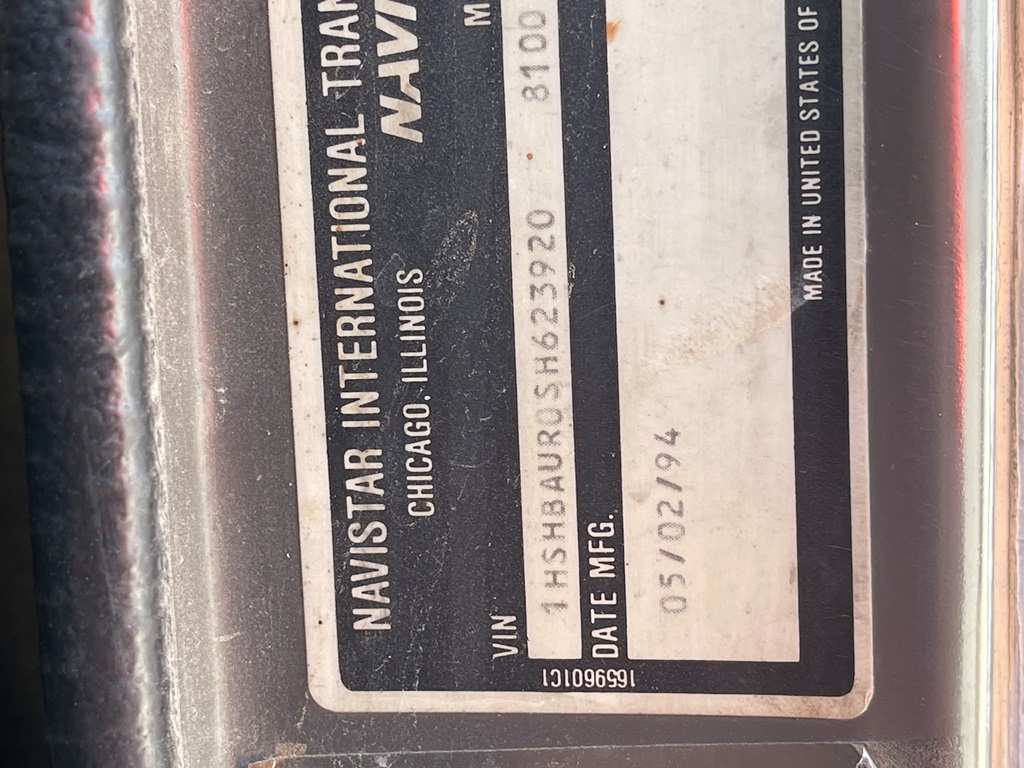 NAVISTAR INTERNATIONAL TRAN
NAVI
CHICAGO, ILLINOIS
VIN M
1HSHBAUR0SH623920 8100
DATE MFG.
05/02/94
MADE IN UNITED STATES OF
1659601C1